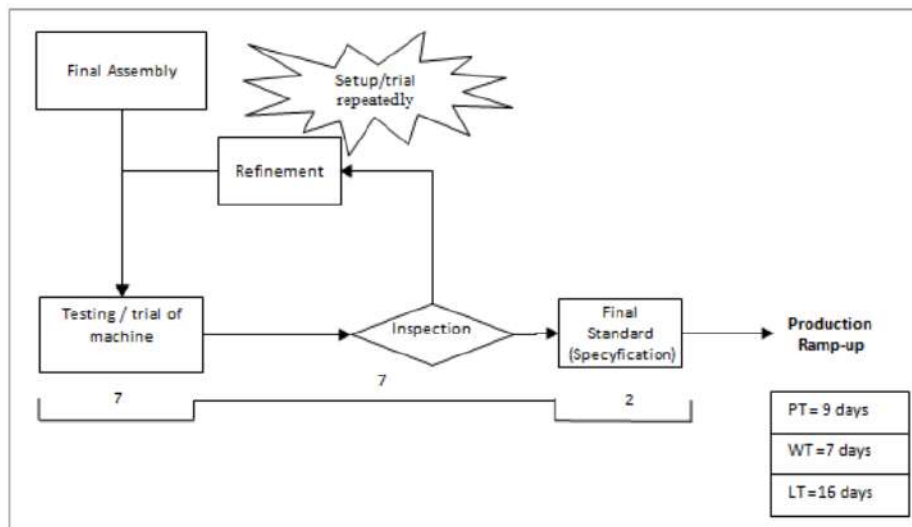 Final Assembly
Setup/trial
repeatedly
Refinement
Testing / trial of
machine
Inspection
Final
Standard
(Specyfication)
Production
Ramp-up
7
7
2
PT= 9 days
WT=7 days
LT=16 days